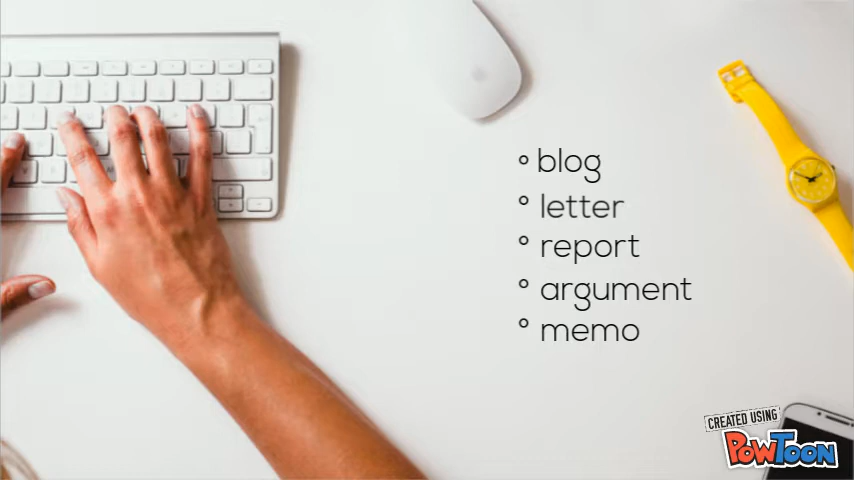 ° blog
° letter
° report
° argument
° memo
CREATED USING
POWTOON